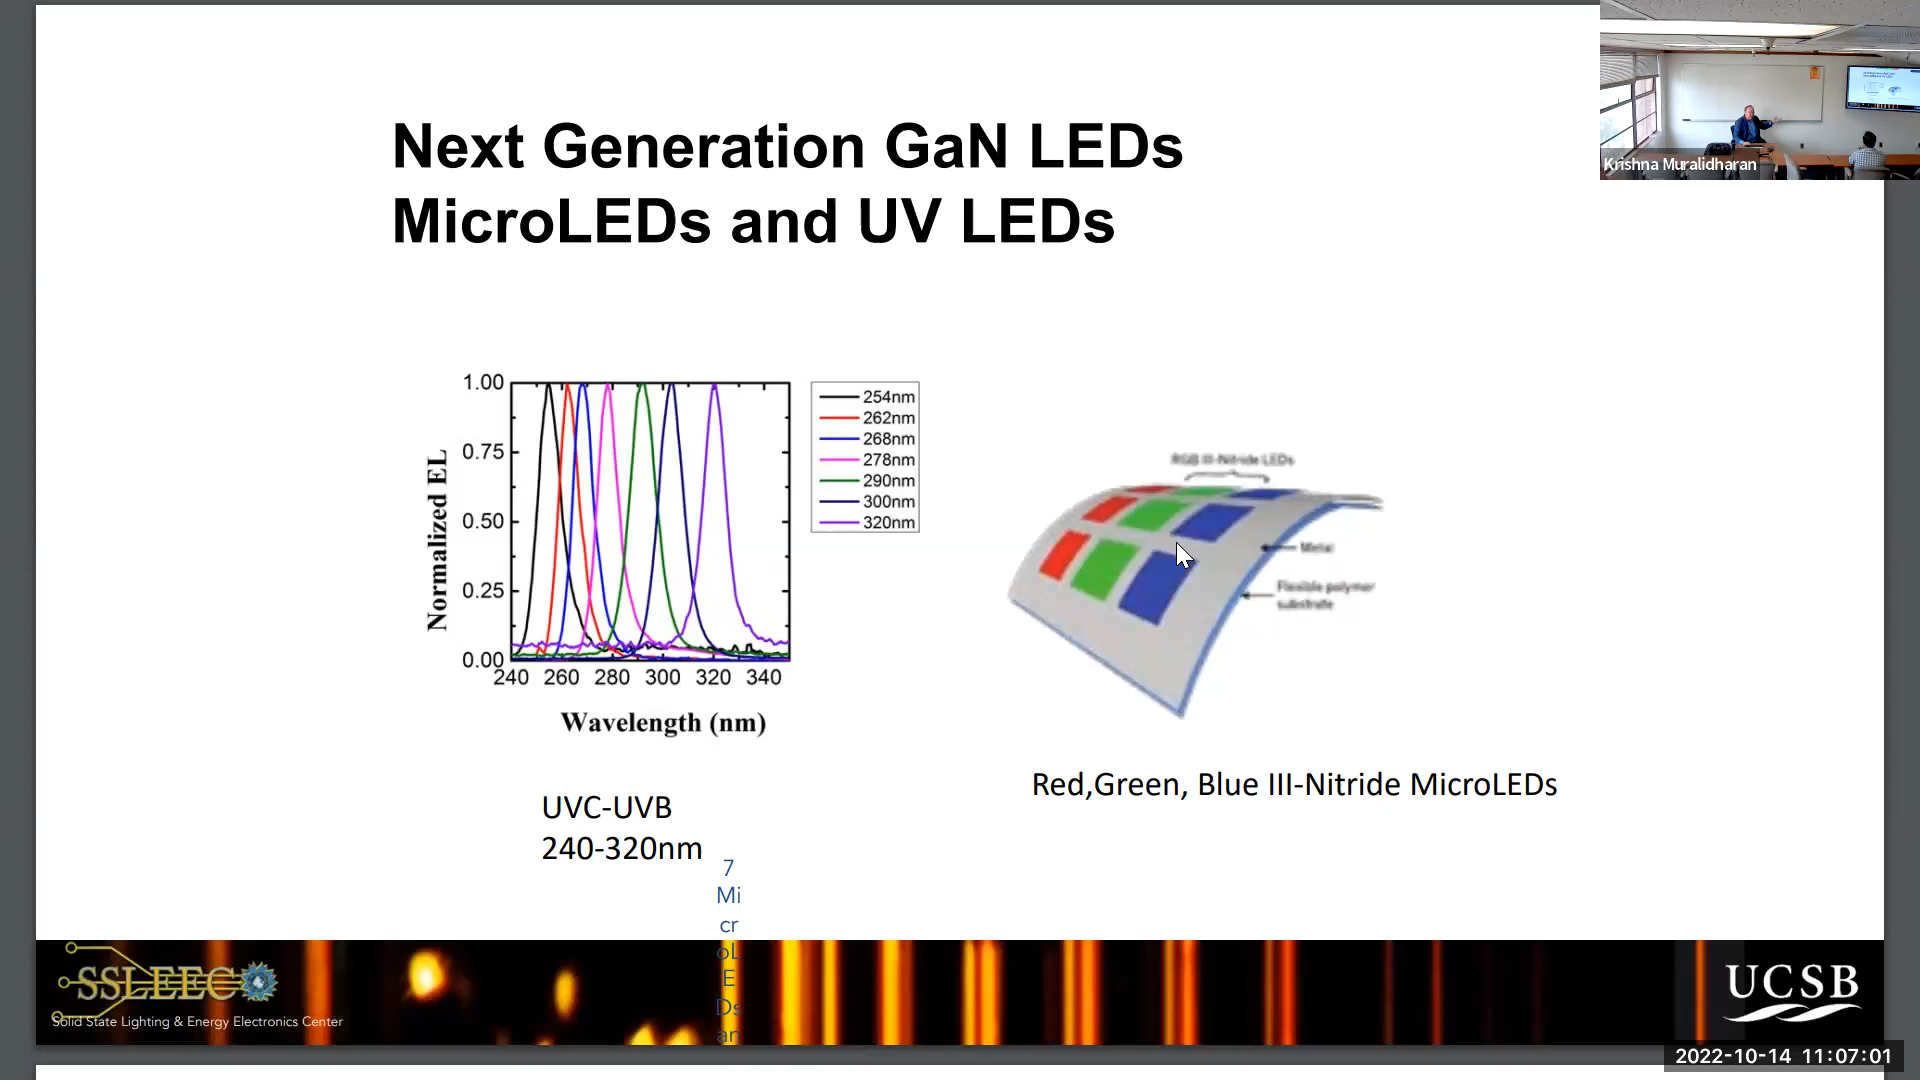 Next Generation GaN LEDs
MicroLEDs and UV LEDs
Krishna Muralidharan
1.00
0.75
0.50
0.25
0.00
Normalized EL
240 260 280 300 320 340
Wavelength (nm)
254nm
262nm
268nm
278nm
290nm
300nm
320nm
RGB III-Nitride LEDs
Metal
Flexible polymer
substrate
UVC-UVB
240-320nm
Red,Green, Blue III-Nitride MicroLEDs
7
Mi
cr
oL
E
Ds
an
SSLEEC
Solid State Lighting & Energy Electronics Center
UCSB
2022-10-14 11:07:01